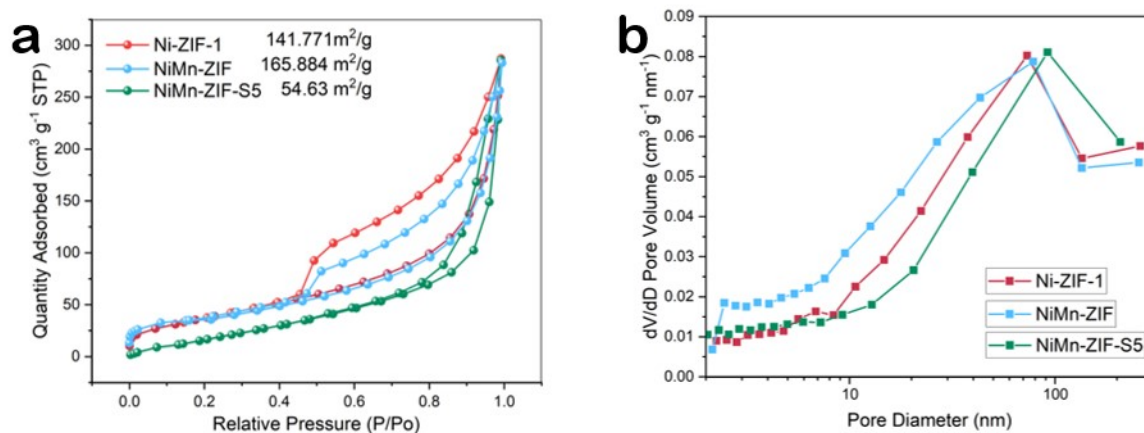 a
Ni-ZIF-1 141.771m²/g
NiMn-ZIF 165.884 m²/g
NiMn-ZIF-S5 54.63 m²/g
Quantity Adsorbed (cm³ g⁻¹ STP)
300
250
200
150
100
50
0
0.0 0.2 0.4 0.6 0.8 1.0
Relative Pressure (P/Po)
b
dV/dD Pore Volume (cm³ g⁻¹ nm⁻¹)
0.09
0.08
0.07
0.06
0.05
0.04
0.03
0.02
0.01
0.00
Ni-ZIF-1
NiMn-ZIF
NiMn-ZIF-S5
10 100
Pore Diameter (nm)